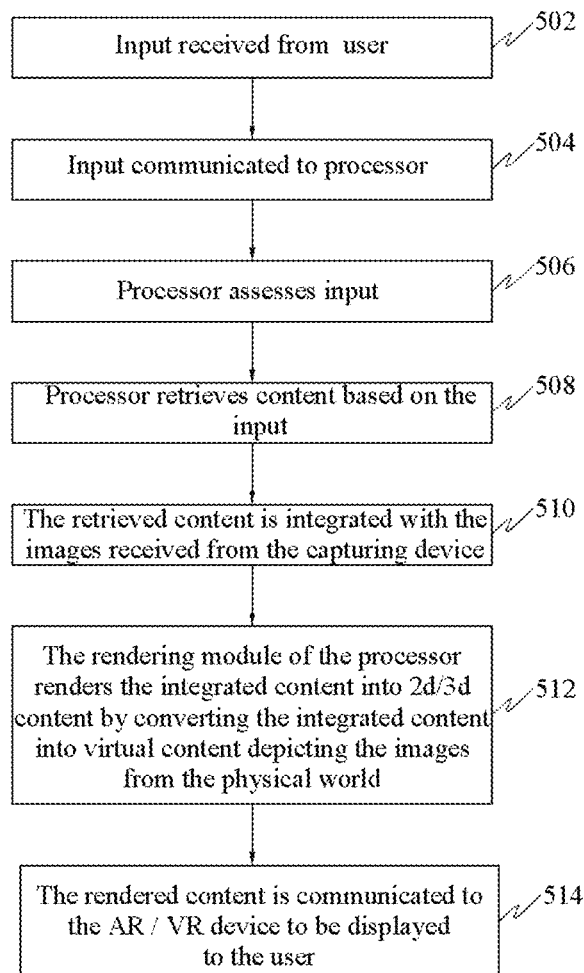 Input received from user
502
Input communicated to processor
504
Processor assesses input
506
Processor retrieves content based on the
input
508
The retrieved content is integrated with the
images received from the capturing device
510
The rendering module of the processor
renders the integrated content into 2d/3d
content by converting the integrated content
into virtual content depicting the images
from the physical world
512
The rendered content is communicated to
the AR / VR device to be displayed
to the user
514